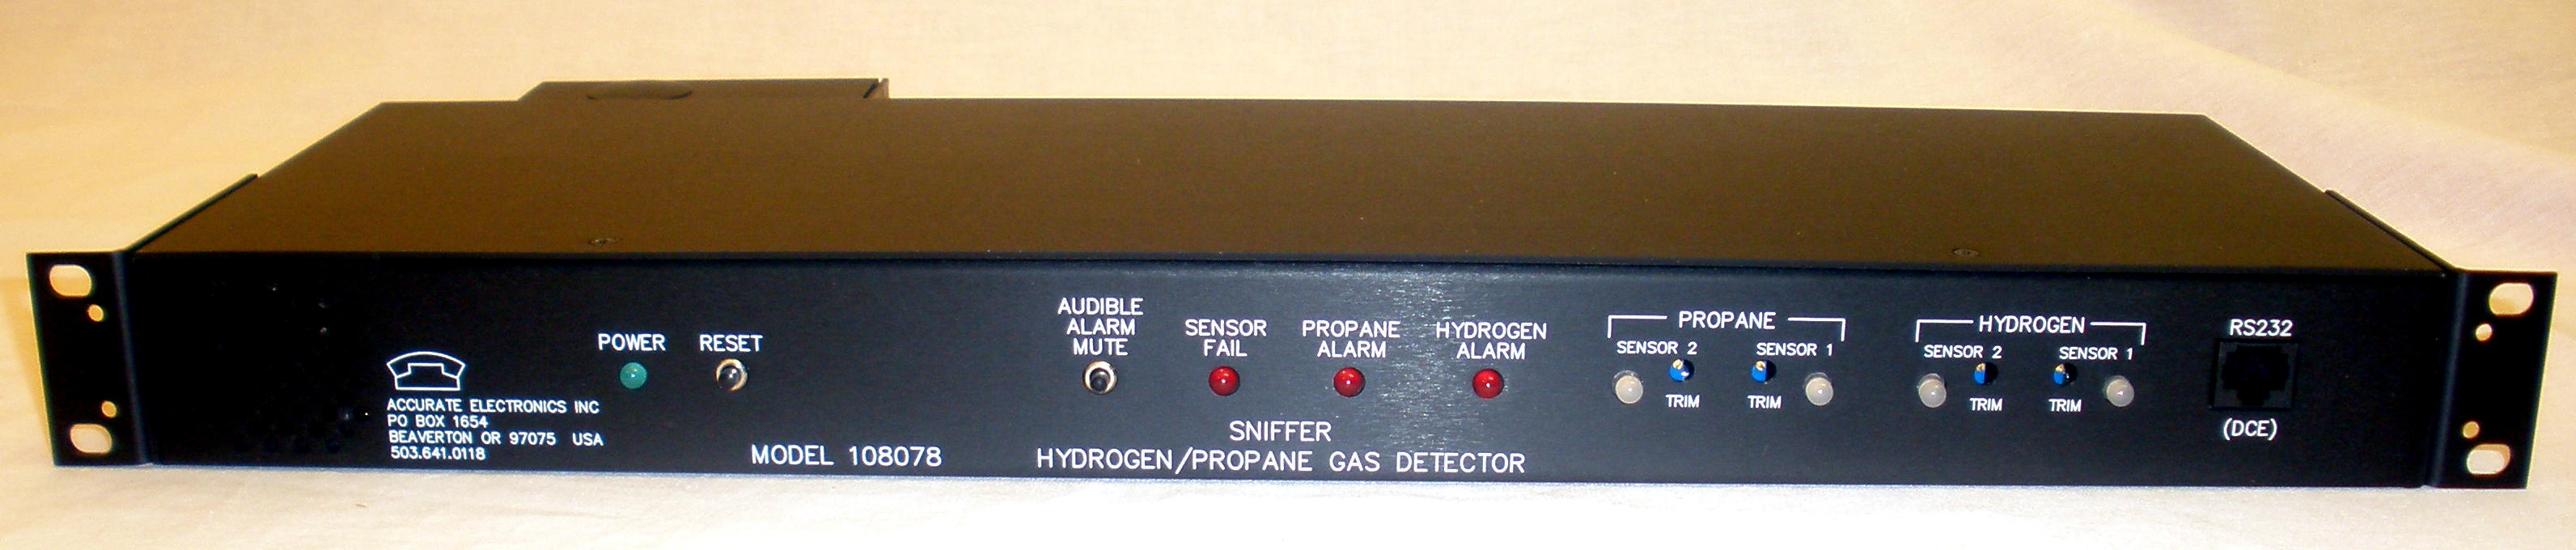 POWER
RESET
ACCURATE ELECTRONICS INC
PO BOX 1654
BEAVERTON OR 97075 USA
503.641.0118
MODEL 108078
AUDIBLE
ALARM
MUTE
SENSOR
FAIL
PROPANE
ALARM
HYDROGEN
ALARM
SNIFFER
HYDROGEN/PROPANE GAS DETECTOR
PROPANE
SENSOR 2
SENSOR 1
TRIM
TRIM
HYDROGEN
SENSOR 2
SENSOR 1
TRIM
TRIM
RS232
(DCE)